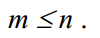 m ≤ n .